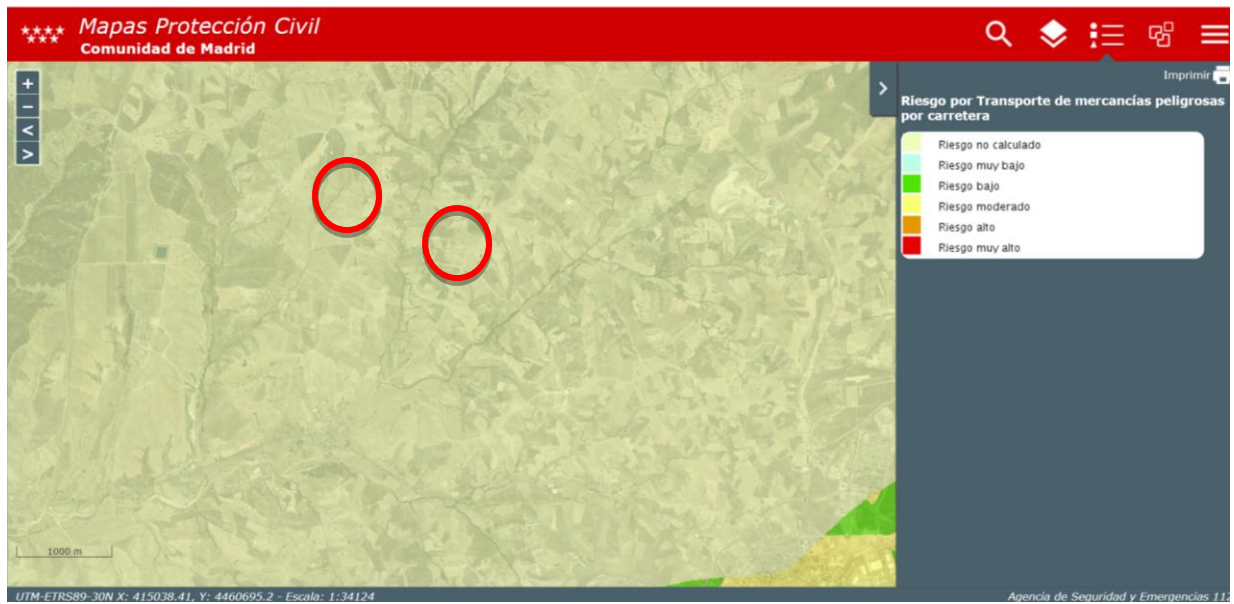 Mapas Protección Civil
Comunidad de Madrid
+
−
<
>
>
Imprimir
Riesgo por Transporte de mercancías peligrosas
por carretera
Riesgo no calculado
Riesgo muy bajo
Riesgo bajo
Riesgo moderado
Riesgo alto
Riesgo muy alto
1000 m
UTM-ETRS89-30N X: 415038.41, Y: 4460695.2 - Escala: 1:34124
Agencia de Seguridad y Emergencias 112